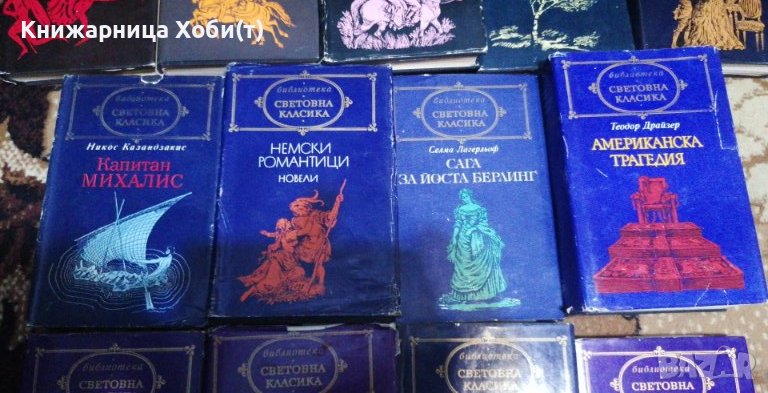 Книжарница Хоби(т)
библиотека
СВЕТОВНА
КЛАСИКА
Никос Казандзакис
Капитан
МИХАЛИС
библиотека
СВЕТОВНА
КЛАСИКА
НЕМСКИ
РОМАНТИЦИ
НОВЕЛИ
библиотека
СВЕТОВНА
КЛАСИКА
Селма Лагерльоф
САГА
ЗА ЙОСТА БЕРЛИНГ
библиотека
СВЕТОВНА
КЛАСИКА
Теодор Драйзер
АМЕРИКАНСКА
ТРАГЕДИЯ
библиотека
СВЕТОВНА
библиотека
СВЕТОВНА
КЛАСИКА
библиотека
СВЕТОВНА
КЛАСИКА
библиотека
СВЕТОВНА
BAZAR